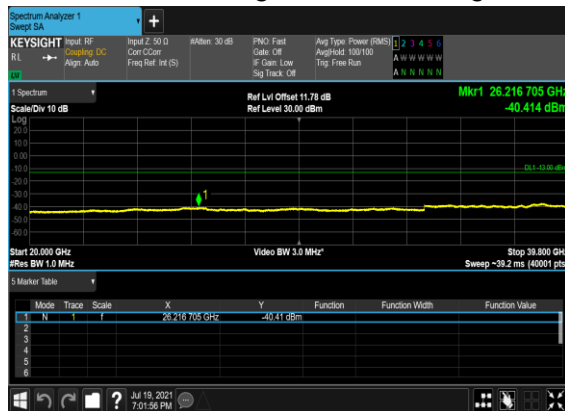 Spectrum Analyzer 1
Swept SA
+
KEYSIGHT Input: RF Input Z: 50 Ω #Atten: 30 dB PNO: Fast Avg Type: Power (RMS) 1 2 3 4 5 6
RL Coupling: DC Corr CCorr Gate: Off Avg|Hold: 100/100 A W W W W W
Align: Auto Freq Ref: Int (S) IF Gain: Low Trig: Free Run
LW Sig Track: Off A N N N N N
1 Spectrum Ref Lvl Offset 11.78 dB Mkr1 26.216 705 GHz
Scale/Div 10 dB Ref Level 30.00 dBm -40.414 dBm
Log
20.0
10.0
0.00
-10.0 DL1 -13.00 dBm
-20.0
-30.0
1
-40.0
-50.0
-60.0
Start 20.000 GHz Video BW 3.0 MHz* Stop 39.800 GHz
#Res BW 1.0 MHz Sweep ~39.2 ms (40001 pts
5 Marker Table
Mode Trace Scale X Y Function Function Width Function Value
1 N 1 f 26.216 705 GHz -40.41 dBm
2
3
4
5
6
? Jul 19, 2021
7:01:56 PM